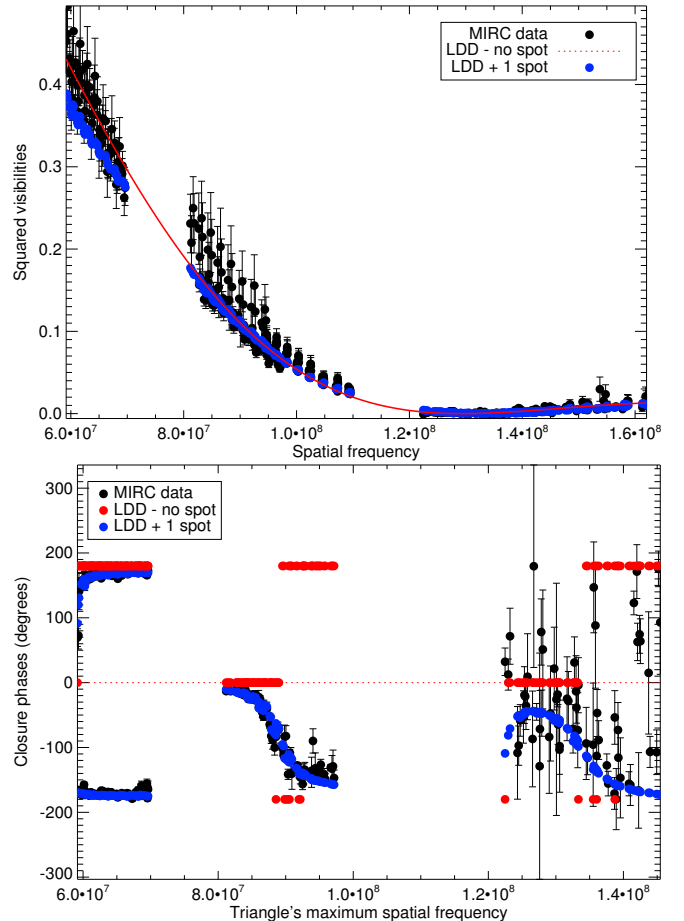 MIRC data
LDD - no spot
LDD + 1 spot
Squared visibilities
0.4
0.3
0.2
0.1
0.0
6.0•10⁷ 8.0•10⁷ 1.0•10⁸ 1.2•10⁸ 1.4•10⁸ 1.6•10⁸
Spatial frequency
MIRC data
LDD - no spot
LDD + 1 spot
Closure phases (degrees)
300
200
100
0
-100
-200
-300
6.0•10⁷ 8.0•10⁷ 1.0•10⁸ 1.2•10⁸ 1.4•10⁸
Triangle's maximum spatial frequency